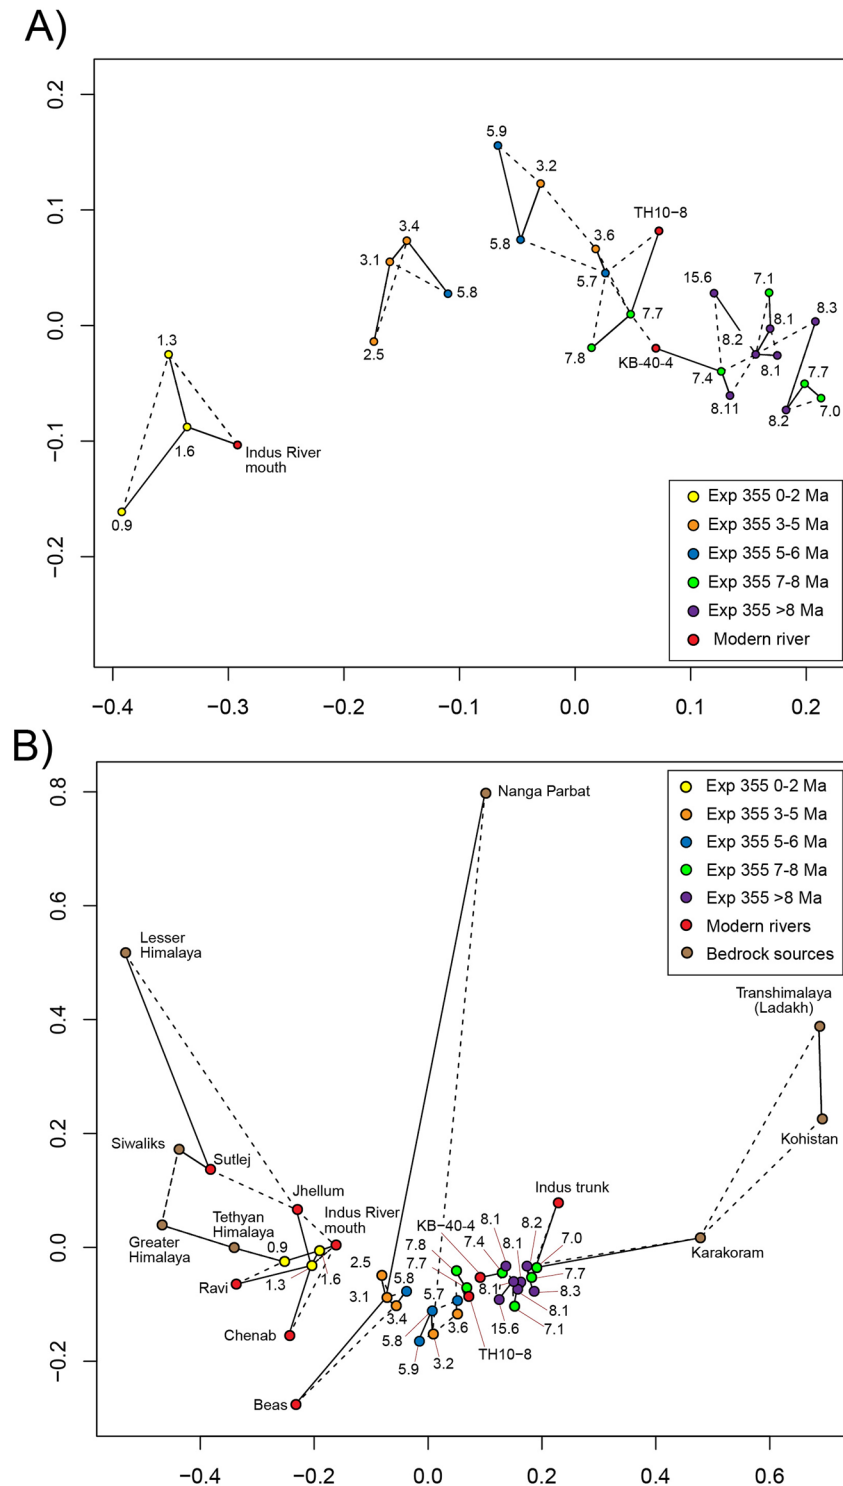 A)
0.2
0.1
0.0
−0.1
−0.2
5.9
3.2
TH10−8
3.4
3.6
5.8
3.1
5.8
5.7
15.6
7.1
8.3
8.1
7.7
8.2
1.3
2.5
7.8
KB-40-4
7.4
8.1
7.7
8.11
8.2
7.0
1.6
Indus River
mouth
0.9
Exp 355 0-2 Ma
Exp 355 3-5 Ma
Exp 355 5-6 Ma
Exp 355 7-8 Ma
Exp 355 >8 Ma
Modern river
−0.4
−0.3
−0.2
−0.1
0.0
0.1
0.2
B)
0.8
0.6
0.4
0.2
0.0
−0.2
Nanga Parbat
Exp 355 0-2 Ma
Exp 355 3-5 Ma
Exp 355 5-6 Ma
Exp 355 7-8 Ma
Exp 355 >8 Ma
Modern rivers
Bedrock sources
Lesser
Himalaya
Transhimalaya
(Ladakh)
Kohistan
Siwaliks
Sutlej
Jhellum
Indus trunk
Tethyan
Himalaya
Indus River
mouth
Greater
Himalaya
Karakoram
KB−40-4
8.1
8.2
7.0
7.8
7.4
8.1
0.9
2.5
7.7
5.8
7.7
Ravi
1.3
1.6
3.1
5.7
8.1
8.3
3.4
8.1
Chenab
5.8
3.6
15.6
7.1
5.9
3.2
TH10−8
Beas
−0.4
−0.2
0.0
0.2
0.4
0.6